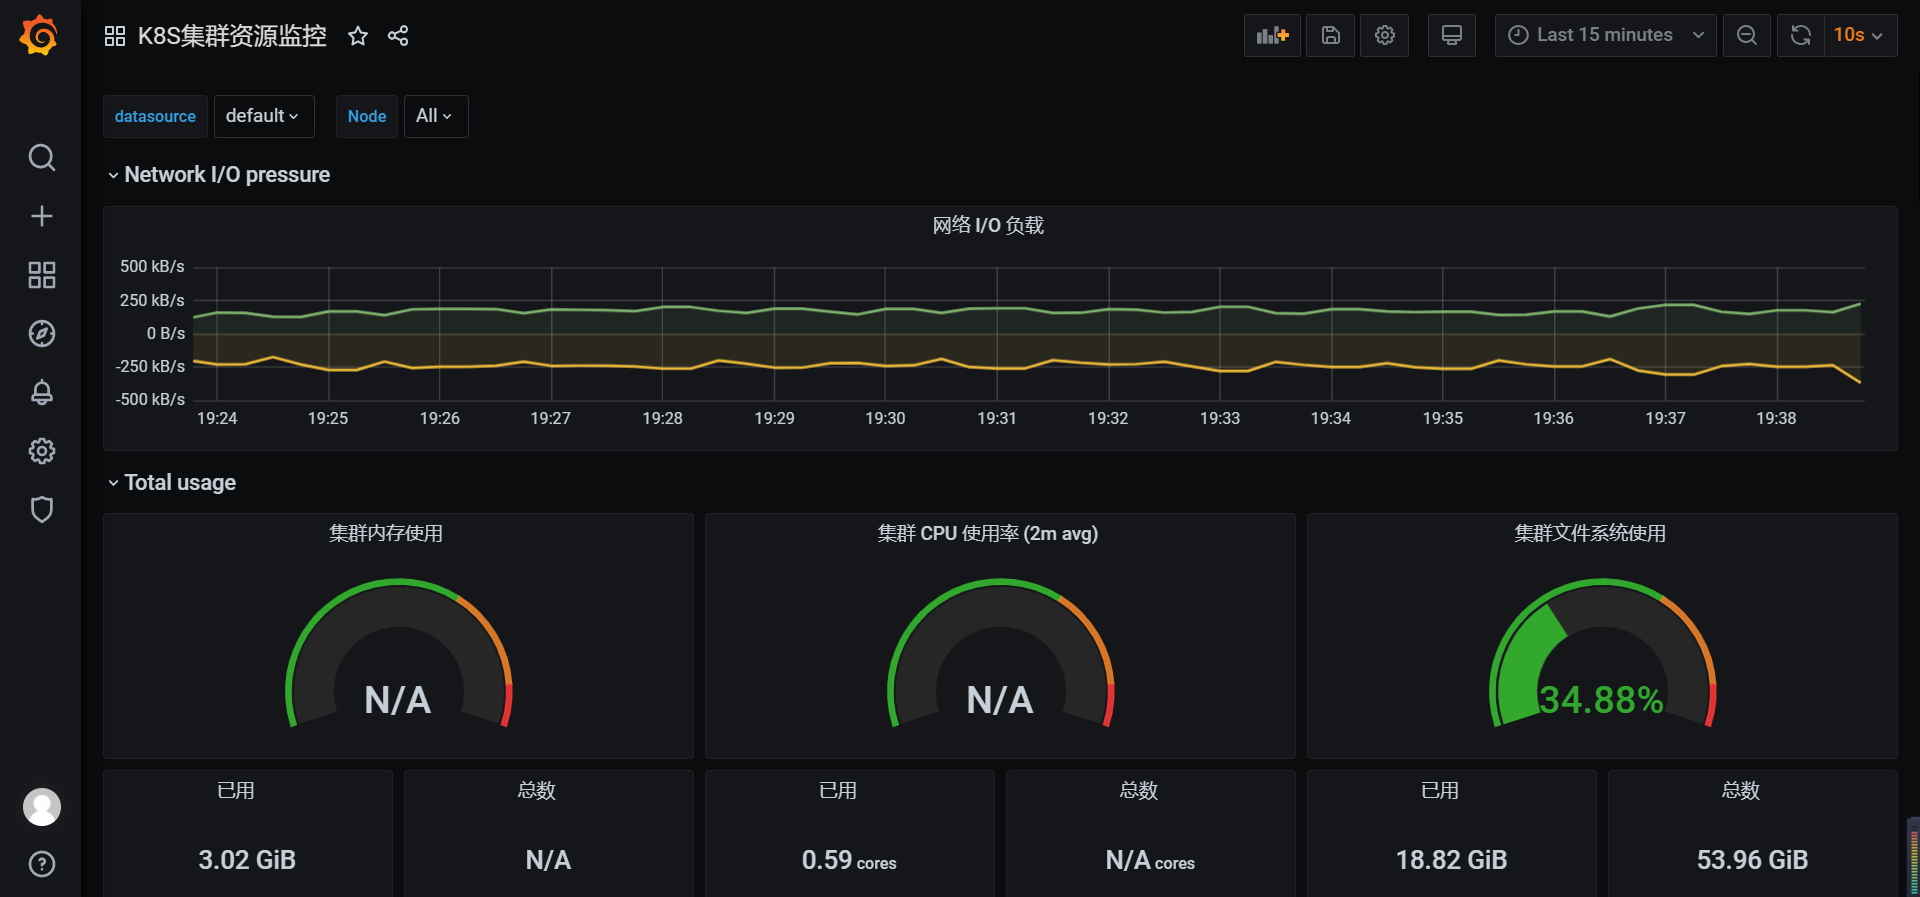 K8S集群资源监控
Last 15 minutes
10s
datasource default Node All
Network I/O pressure
网络 I/O 负载
500 kB/s
250 kB/s
0 B/s
-250 kB/s
-500 kB/s
19:24 19:25 19:26 19:27 19:28 19:29 19:30 19:31 19:32 19:33 19:34 19:35 19:36 19:37 19:38
Total usage
集群内存使用
N/A
集群 CPU 使用率 (2m avg)
N/A
集群文件系统使用
34.88%
已用
3.02 GiB
总数
N/A
已用
0.59 cores
总数
N/A cores
已用
18.82 GiB
总数
53.96 GiB